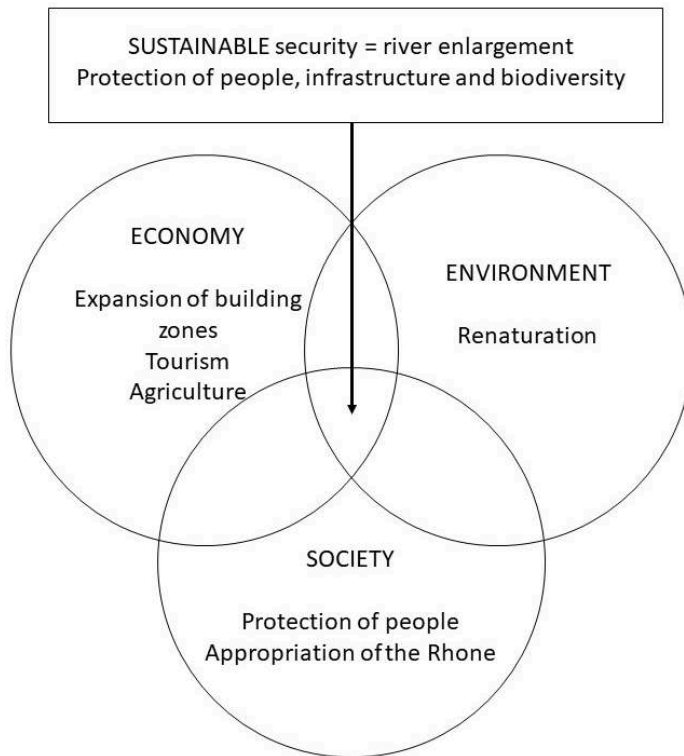 SUSTAINABLE security = river enlargement
Protection of people, infrastructure and biodiversity
ECONOMY
Expansion of building
zones
Tourism
Agriculture
ENVIRONMENT
Renaturation
SOCIETY
Protection of people
Appropriation of the Rhone